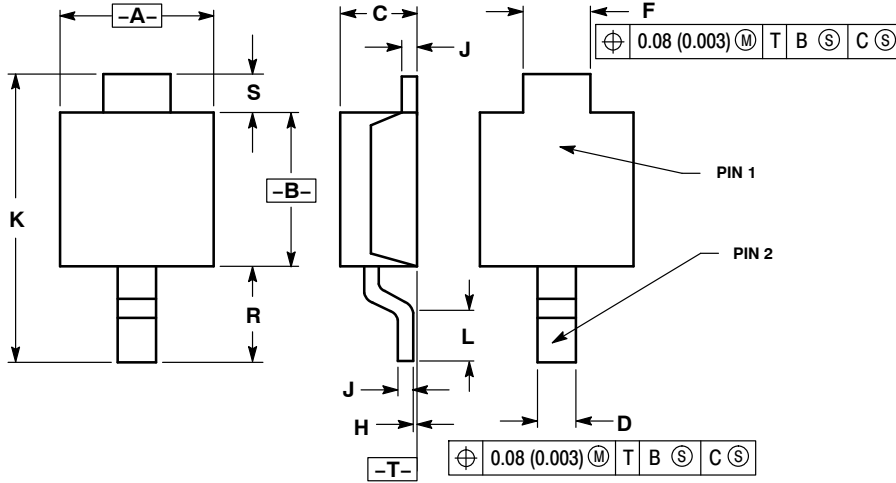 –A–
C
F
⌖ 0.08 (0.003) Ⓜ T B Ⓢ C Ⓢ
J
S
–B–
K
PIN 1
PIN 2
R
L
J
H
D
⌖ 0.08 (0.003) Ⓜ T B Ⓢ C Ⓢ
–T–